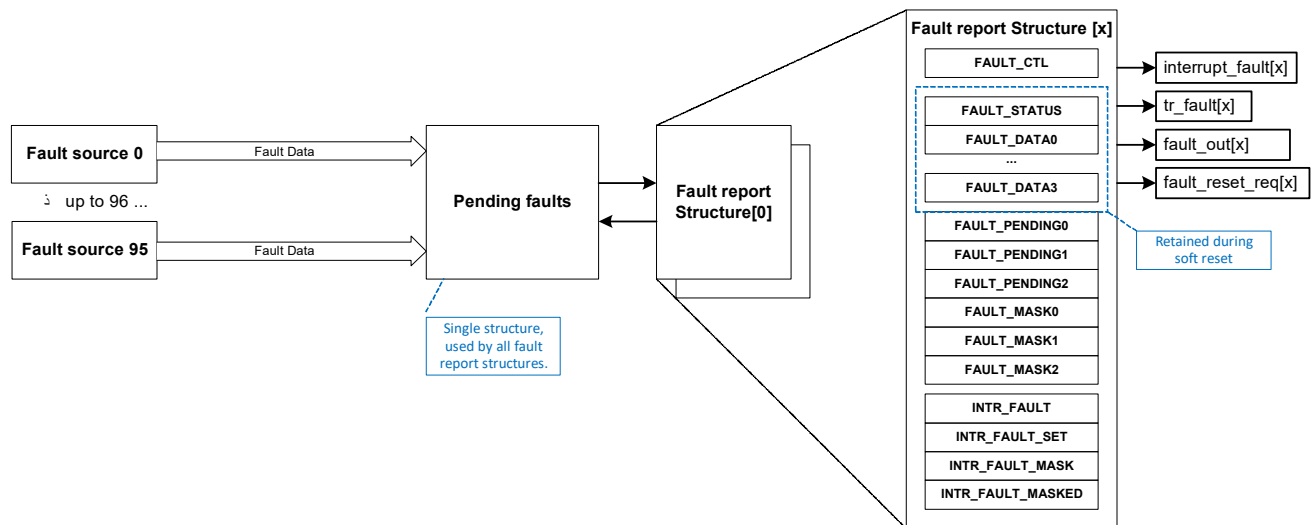 Fault source 0
Fault Data
up to 96 ...
Fault source 95
Fault Data
Pending faults
Single structure,
used by all fault
report structures.
Fault report
Structure[0]
Fault report Structure [x]
FAULT_CTL
FAULT_STATUS
FAULT_DATA0
...
FAULT_DATA3
FAULT_PENDING0
FAULT_PENDING1
FAULT_PENDING2
FAULT_MASK0
FAULT_MASK1
FAULT_MASK2
INTR_FAULT
INTR_FAULT_SET
INTR_FAULT_MASK
INTR_FAULT_MASKED
interrupt_fault[x]
tr_fault[x]
fault_out[x]
fault_reset_req[x]
Retained during
soft reset